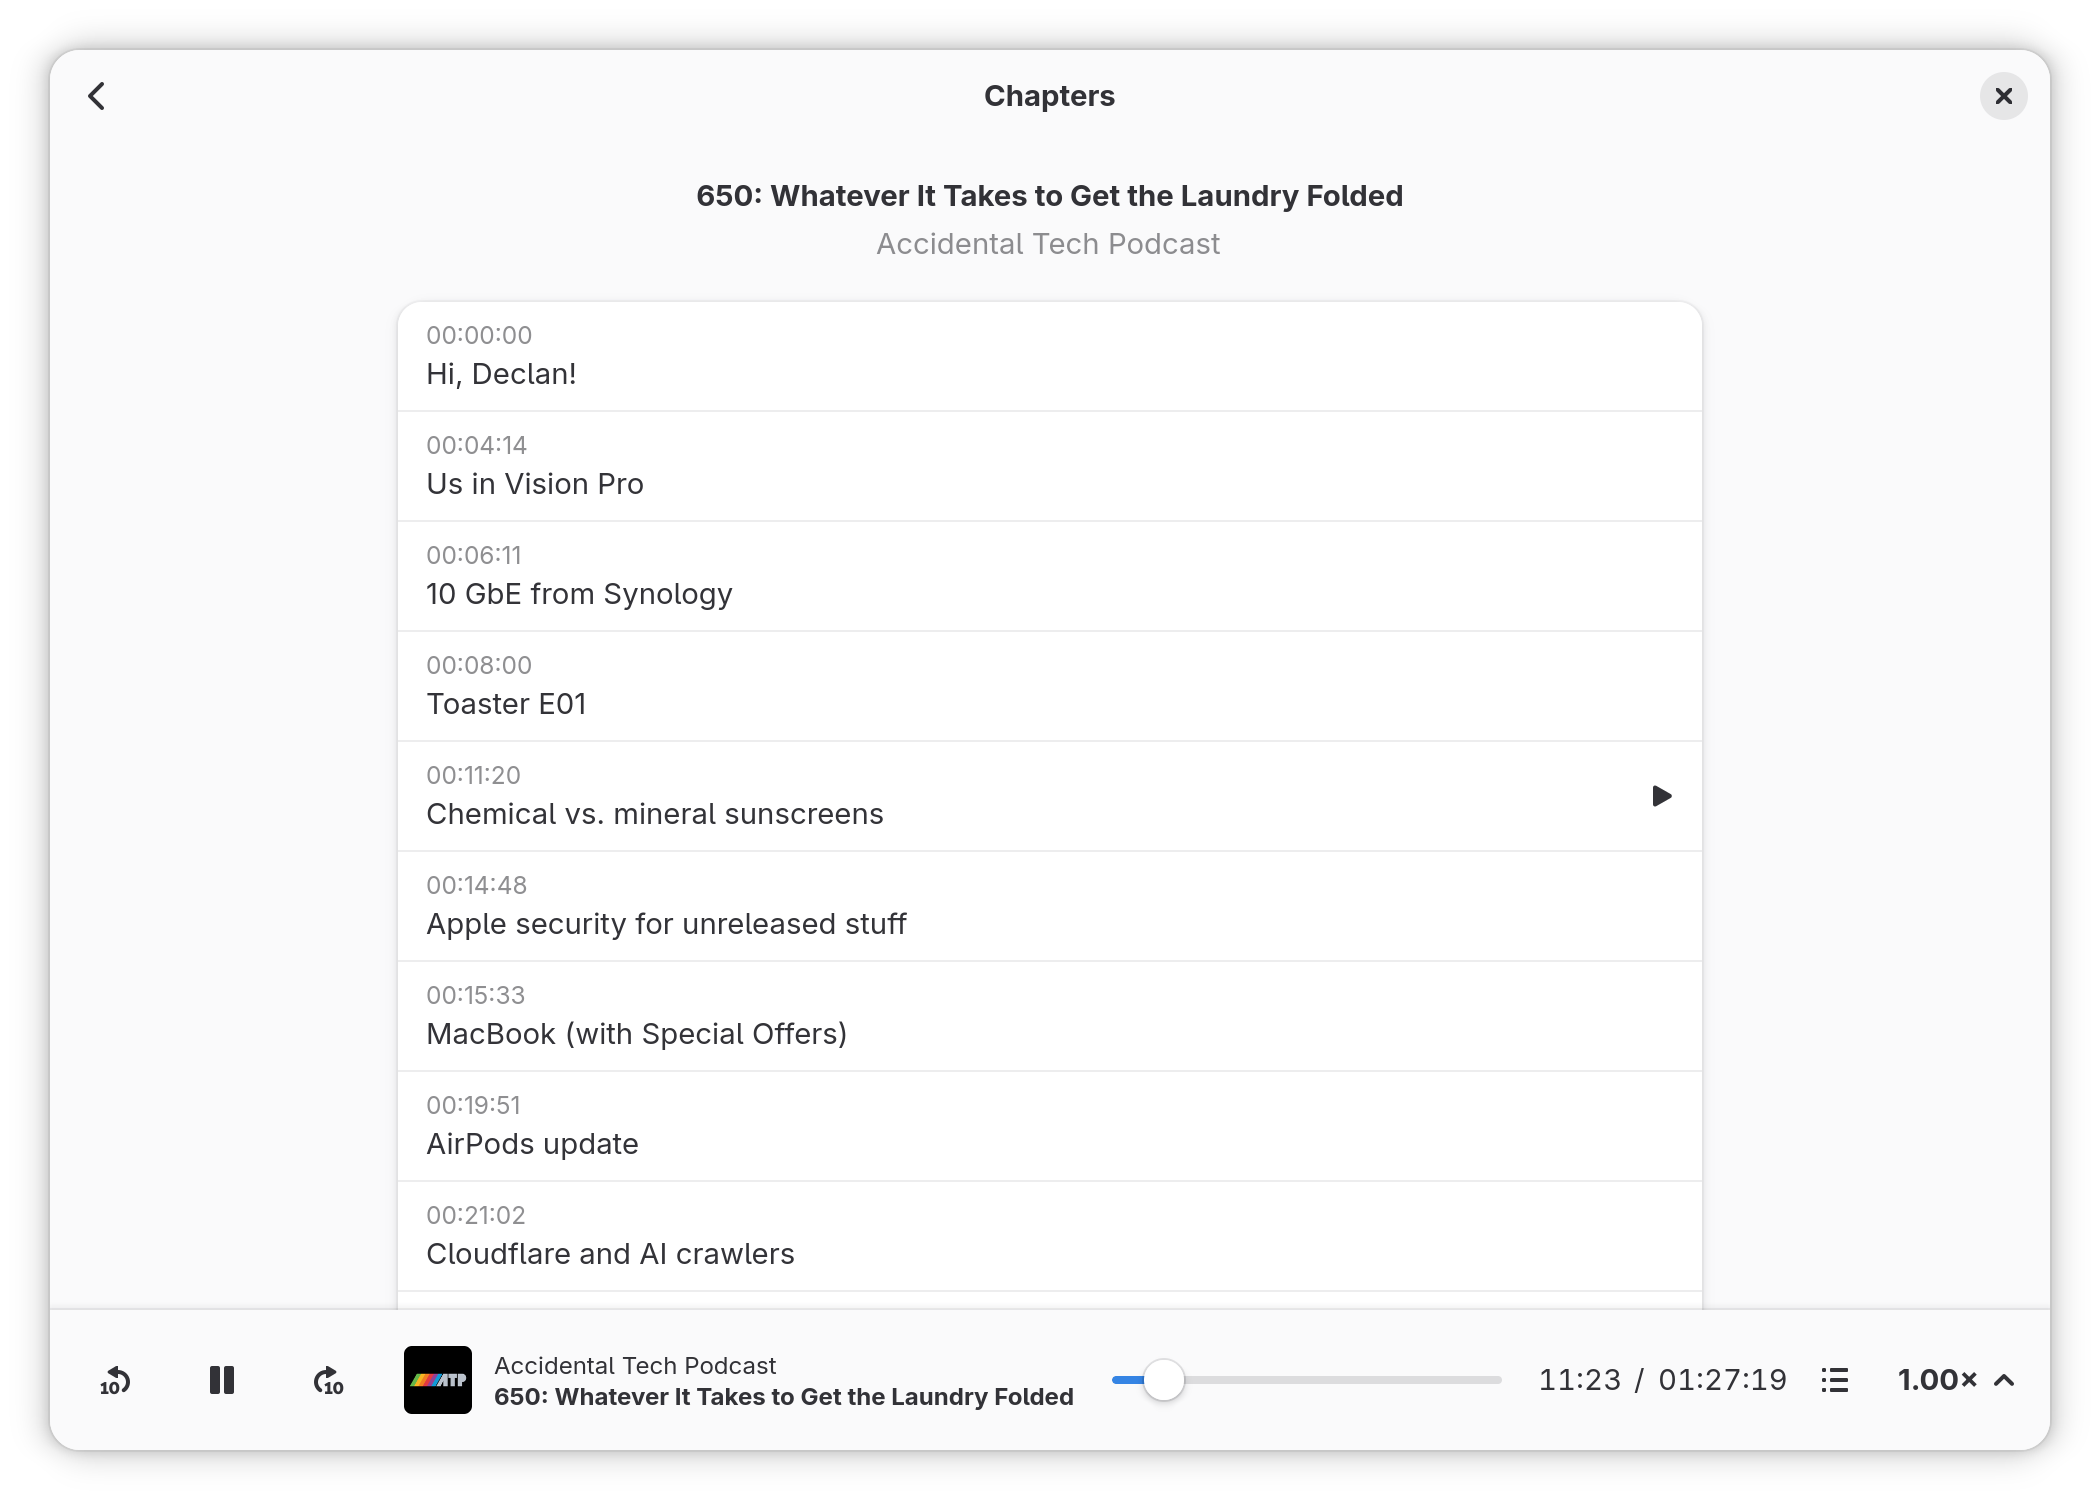 Chapters
650: Whatever It Takes to Get the Laundry Folded
Accidental Tech Podcast
00:00:00
Hi, Declan!
00:04:14
Us in Vision Pro
00:06:11
10 GbE from Synology
00:08:00
Toaster E01
00:11:20
Chemical vs. mineral sunscreens
00:14:48
Apple security for unreleased stuff
00:15:33
MacBook (with Special Offers)
00:19:51
AirPods update
00:21:02
Cloudflare and AI crawlers
10
10
ATP
Accidental Tech Podcast
650: Whatever It Takes to Get the Laundry Folded
11:23 / 01:27:19
1.00×